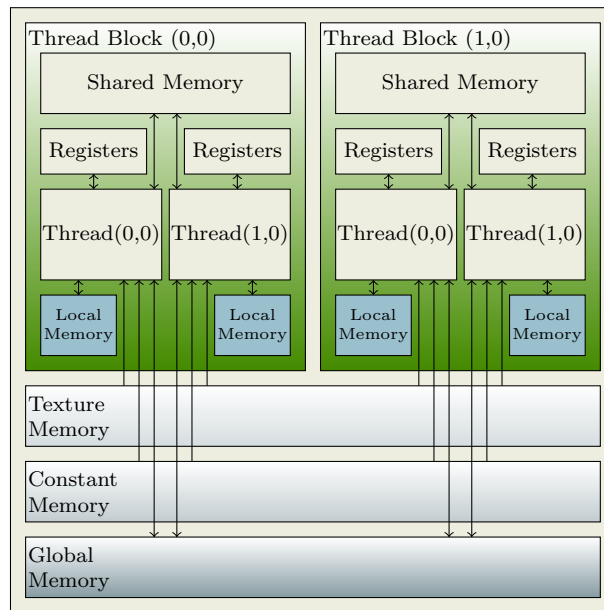 Thread Block (0,0)
Shared Memory
Registers
Registers
Thread(0,0)
Thread(1,0)
Local
Memory
Local
Memory
Thread Block (1,0)
Shared Memory
Registers
Registers
Thread(0,0)
Thread(1,0)
Local
Memory
Local
Memory
Texture
Memory
Constant
Memory
Global
Memory